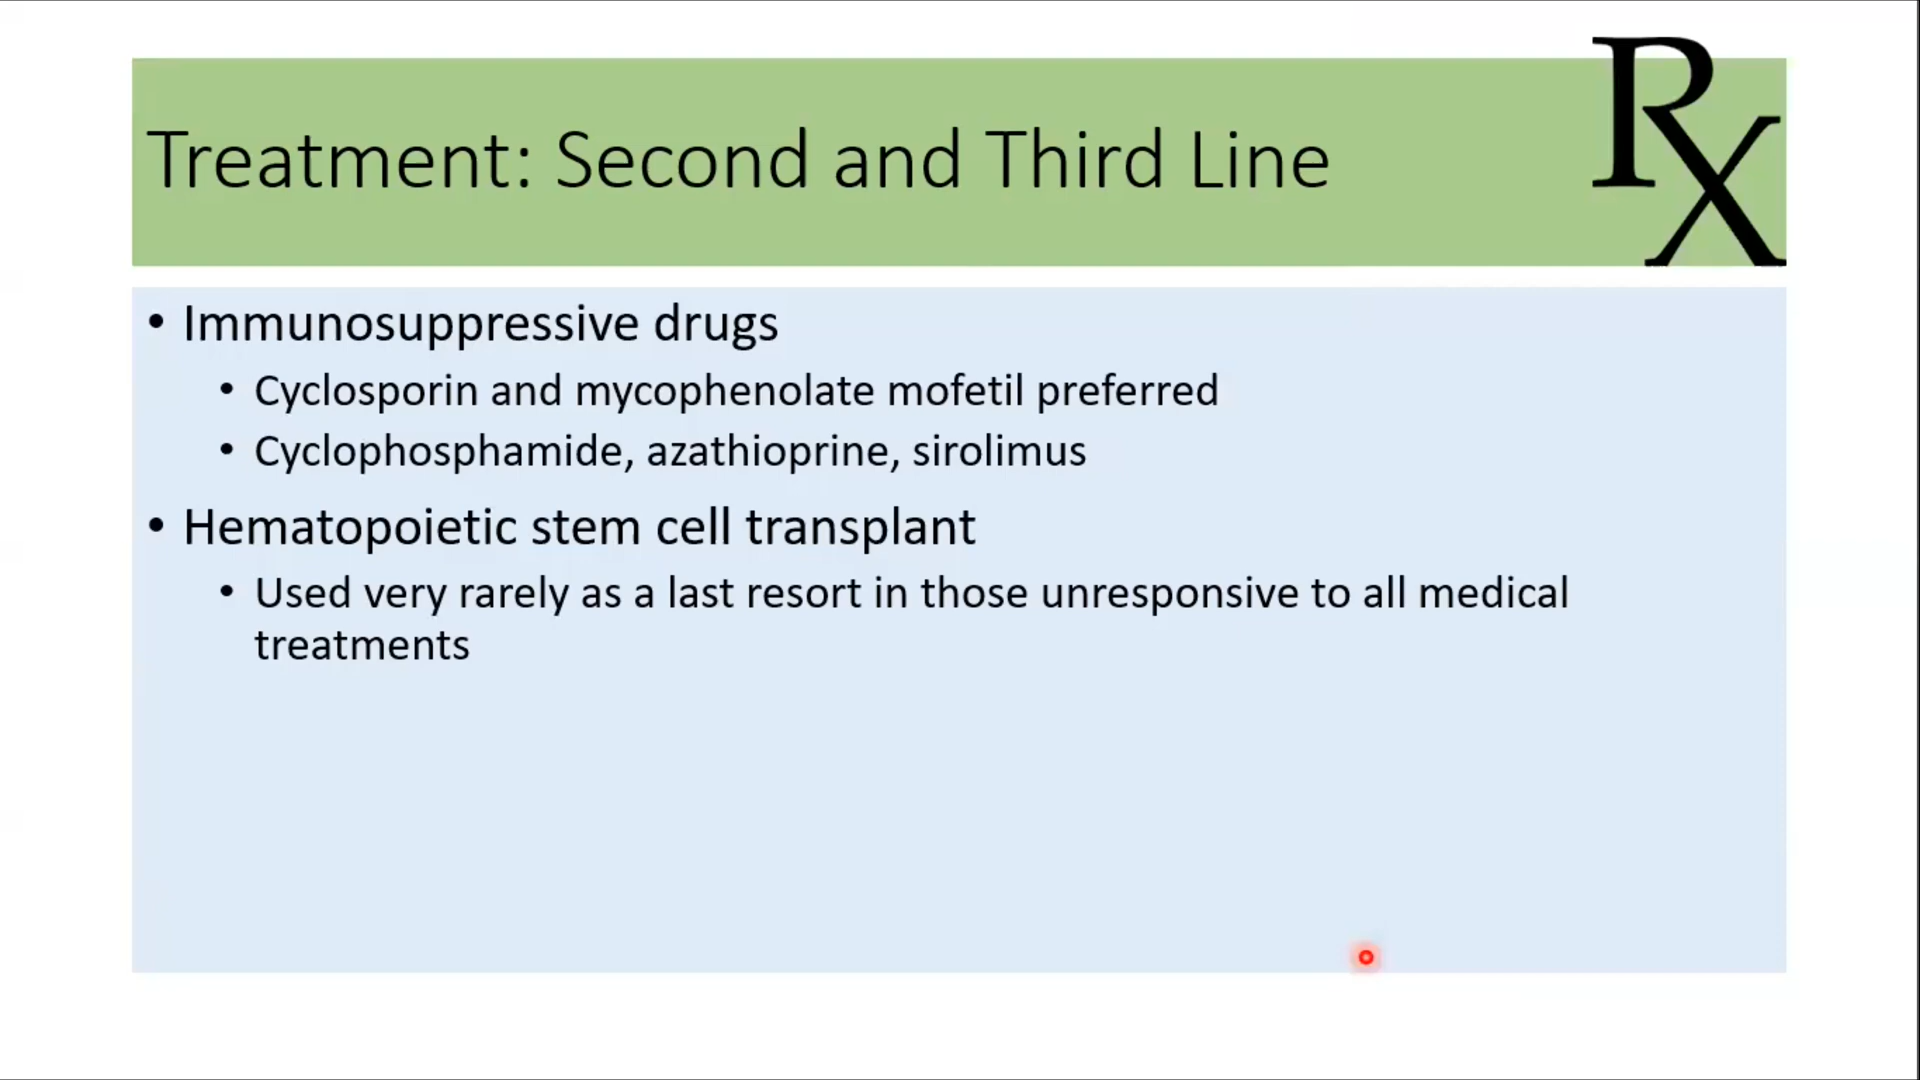 Rx
Treatment: Second and Third Line
• Immunosuppressive drugs
• Cyclosporin and mycophenolate mofetil preferred
• Cyclophosphamide, azathioprine, sirolimus
• Hematopoietic stem cell transplant
• Used very rarely as a last resort in those unresponsive to all medical
treatments